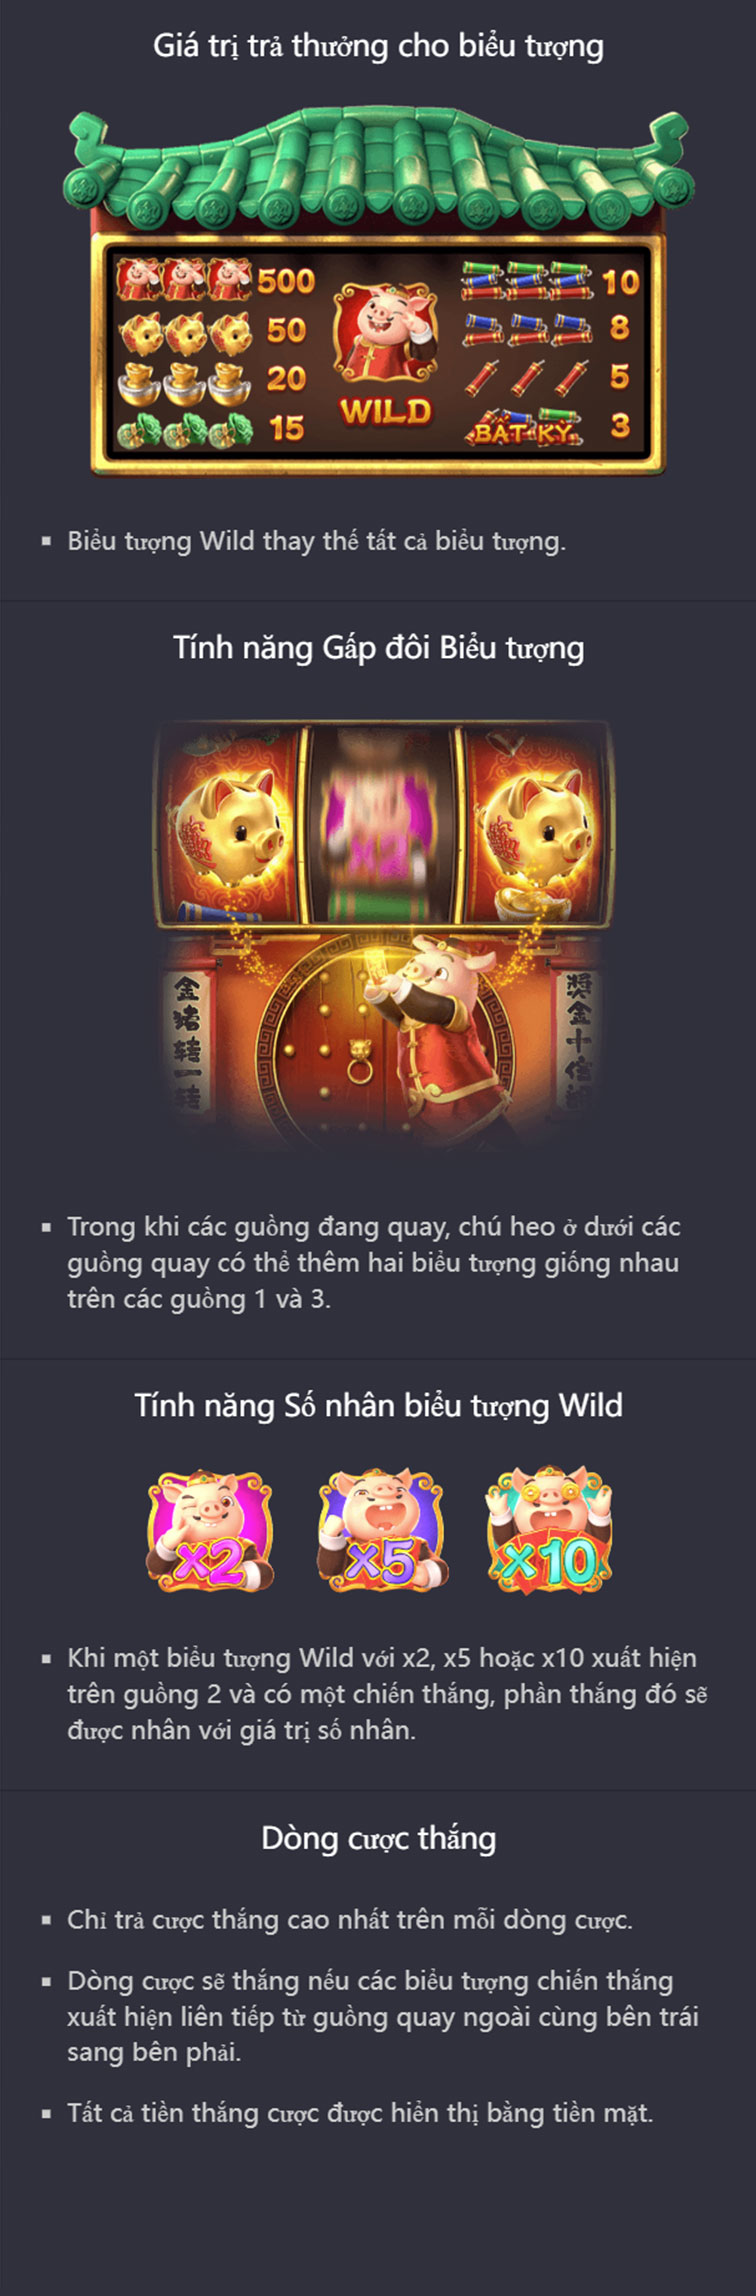 Giá trị trả thưởng cho biểu tượng
500
50
20
15
WILD
10
8
5
BẤT KỲ 3
Biểu tượng Wild thay thế tất cả biểu tượng.
Tính năng Gấp đôi Biểu tượng
x2
金猪转一转
奖金十倍
Trong khi các guồng đang quay, chú heo ở dưới các
guồng quay có thể thêm hai biểu tượng giống nhau
trên các guồng 1 và 3.
Tính năng Số nhân biểu tượng Wild
x2 x5 x10
Khi một biểu tượng Wild với x2, x5 hoặc x10 xuất hiện
trên guồng 2 và có một chiến thắng, phần thắng đó sẽ
được nhân với giá trị số nhân.
Dòng cược thắng
Chỉ trả cược thắng cao nhất trên mỗi dòng cược.
Dòng cược sẽ thắng nếu các biểu tượng chiến thắng
xuất hiện liên tiếp từ guồng quay ngoài cùng bên trái
sang bên phải.
Tất cả tiền thắng cược được hiển thị bằng tiền mặt.